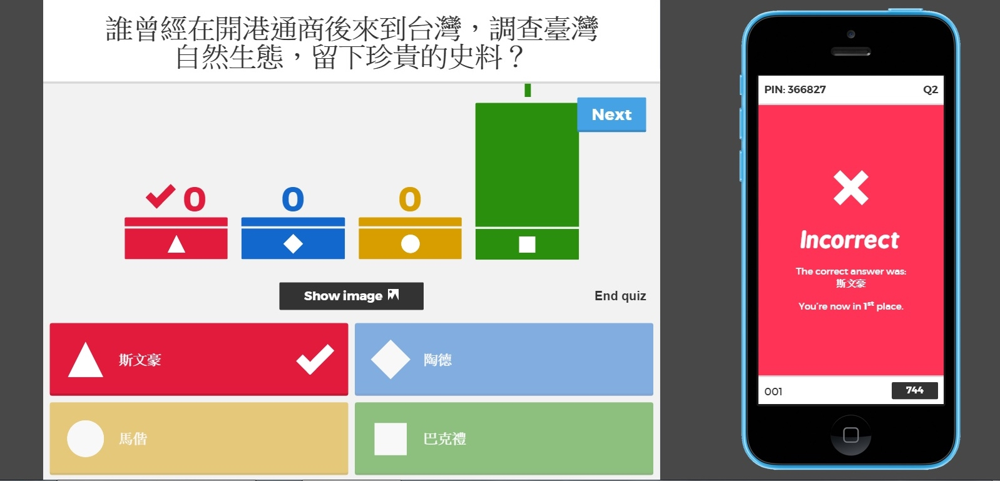 誰曾經在開港通商後來到台灣，調查臺灣
自然生態，留下珍貴的史料？
Next
0
0
0
Show image
End quiz
斯文豪
陶德
馬偕
巴克禮
PIN: 366827
Q2
Incorrect
The correct answer was:
斯文豪
You're now in 1st place.
001
744